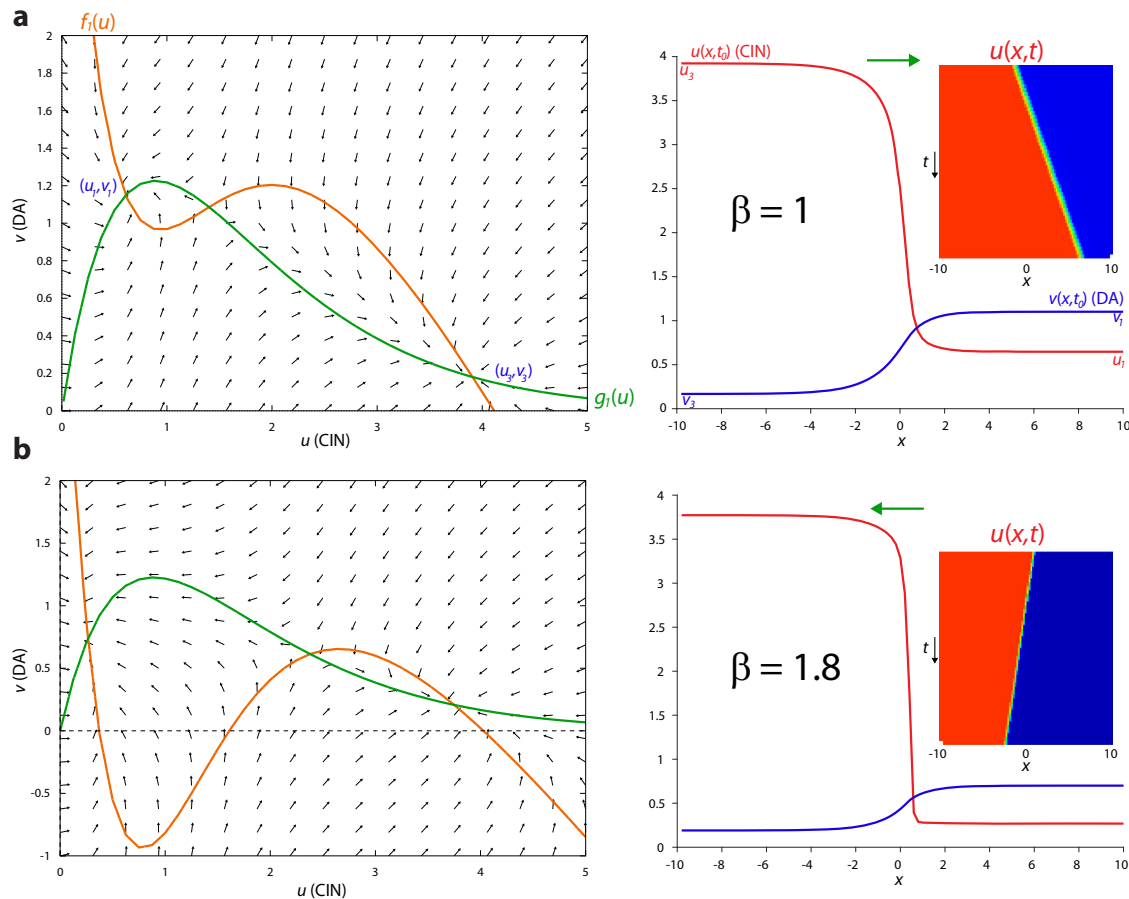 a
f₁(u)
2
1.8
1.6
1.4
1.2
1
0.8
0.6
0.4
0.2
0
v (DA)
(u₁,v₁)
(u₃,v₃)
g₁(u)
0 1 2 3 4 5
u (CIN)
u(x,t₀) (CIN)
u₃
u(x,t)
4
3.5
3
2.5
2
1.5
1
0.5
0
β = 1
t
-10 0 10
x
v(x,t₀) (DA)
v₁
u₁
v₃
-10 -8 -6 -4 -2 0 2 4 6 8 10
x
b
2
1.5
1
0.5
0
-0.5
-1
v (DA)
0 1 2 3 4 5
u (CIN)
u(x,t)
4
3.5
3
2.5
2
1.5
1
0.5
0
β = 1.8
t
-10 0 10
x
-10 -8 -6 -4 -2 0 2 4 6 8 10
x